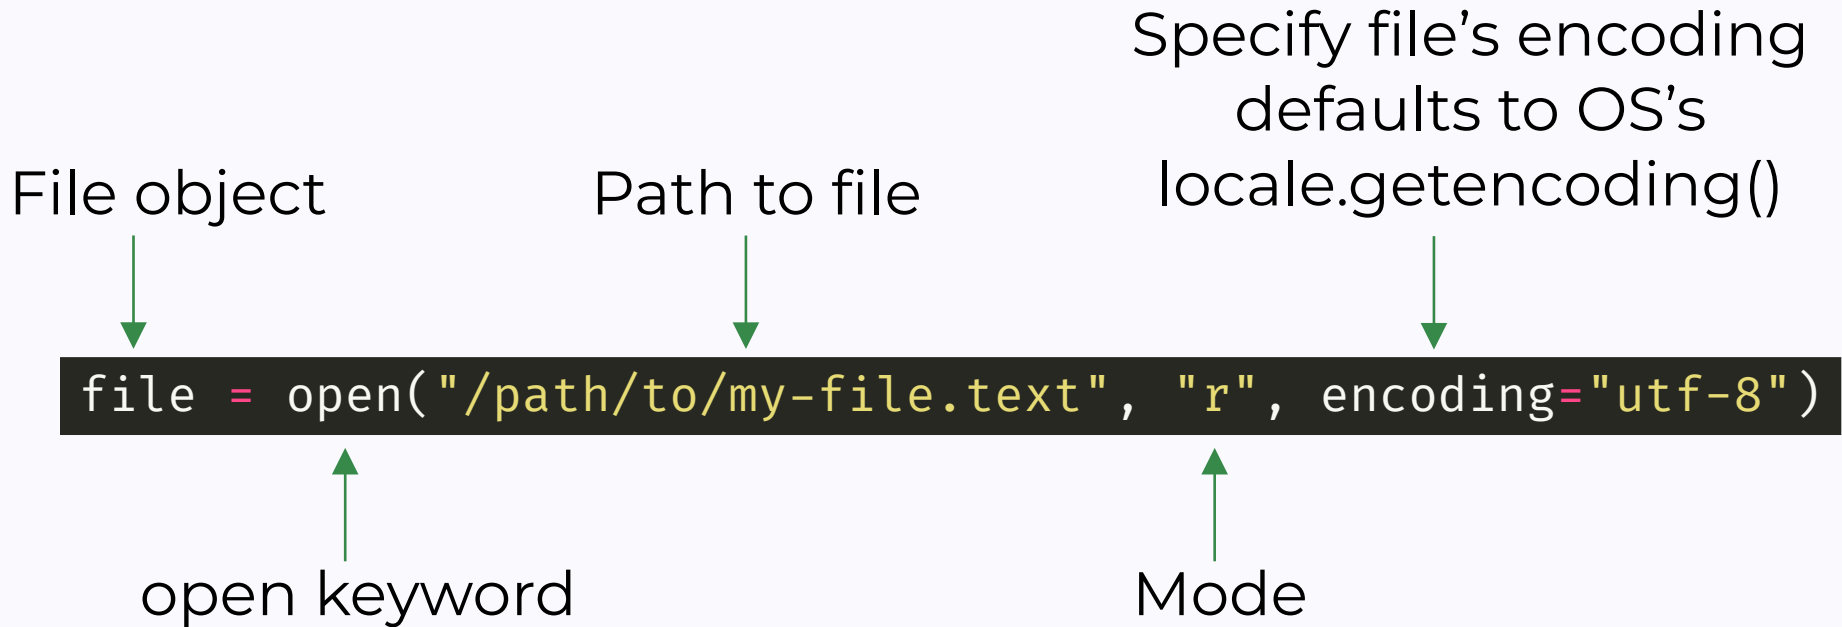 Specify file’s encoding
defaults to OS’s
locale.getencoding()
File object
Path to file
file = open("/path/to/my-file.text", "r", encoding="utf-8")
open keyword
Mode